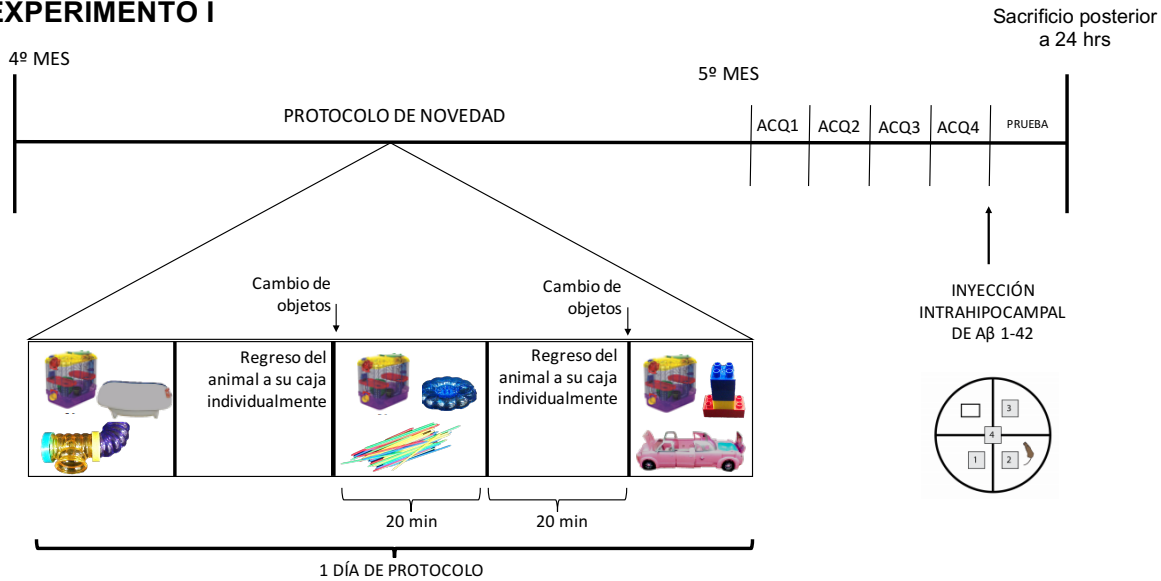 EXPERIMENTO I
Sacrificio posterior
a 24 hrs
4º MES
5º MES
PROTOCOLO DE NOVEDAD
ACQ1
ACQ2
ACQ3
ACQ4
PRUEBA
Cambio de
objetos
Cambio de
objetos
INYECCIÓN
INTRAHIPOCAMPAL
DE Aβ 1-42
Regreso del
animal a su caja
individualmente
Regreso del
animal a su caja
individualmente
3
4
1
2
20 min
20 min
1 DÍA DE PROTOCOLO